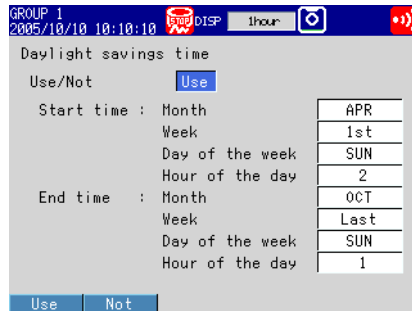 GROUP 1
2005/10/10 10:10:10 STOP DISP 1hour
Daylight savings time
Use/Not Use
Start time : Month APR
Week 1st
Day of the week SUN
Hour of the day 2
End time : Month OCT
Week Last
Day of the week SUN
Hour of the day 1
Use Not